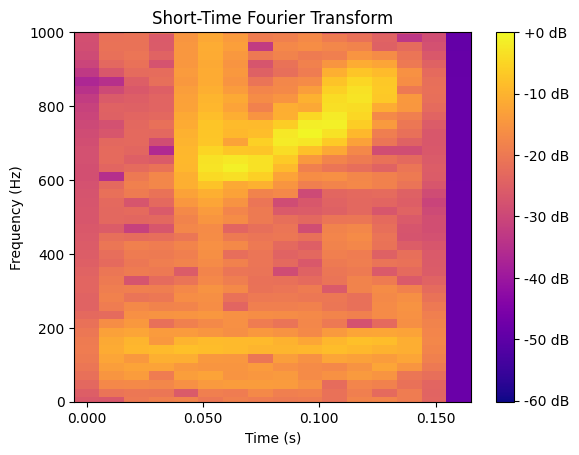 Short-Time Fourier Transform
1000
800
600
400
200
0
Frequency (Hz)
0.000
0.050
0.100
0.150
Time (s)
+0 dB
-10 dB
-20 dB
-30 dB
-40 dB
-50 dB
-60 dB